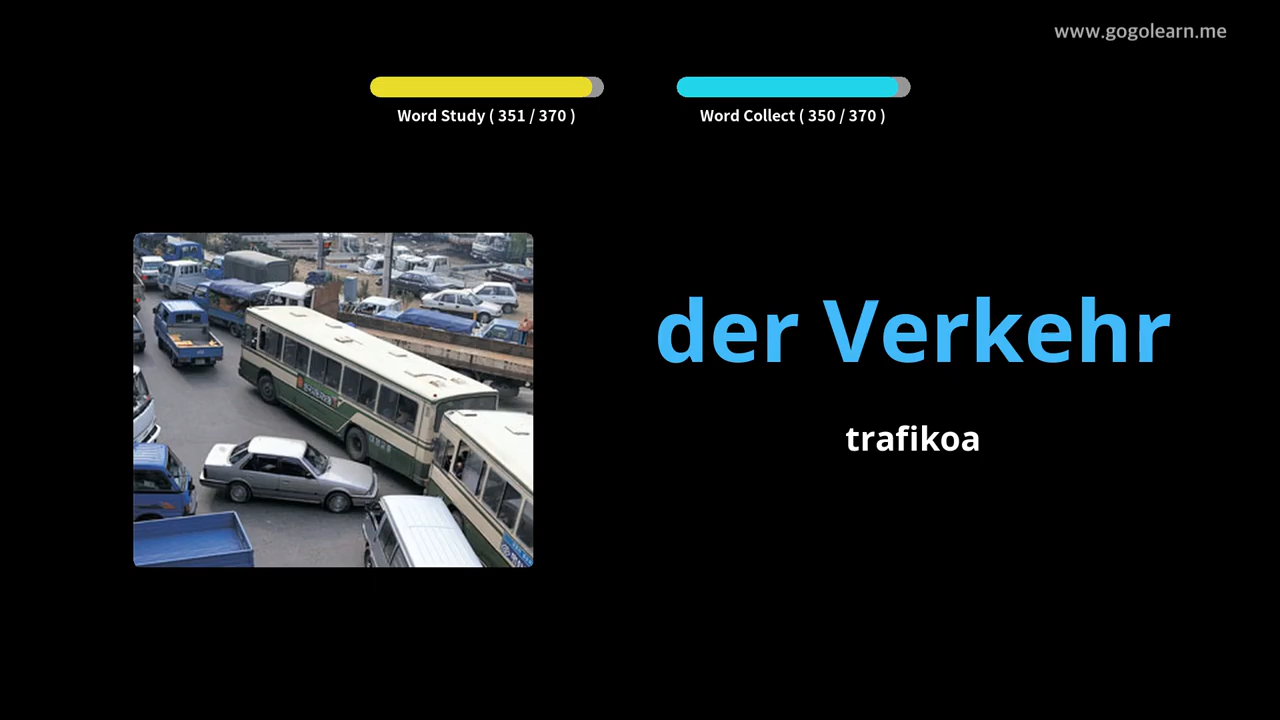 www.gogolearn.me
Word Study ( 351 / 370 )
Word Collect ( 350 / 370 )
der Verkehr
trafikoa